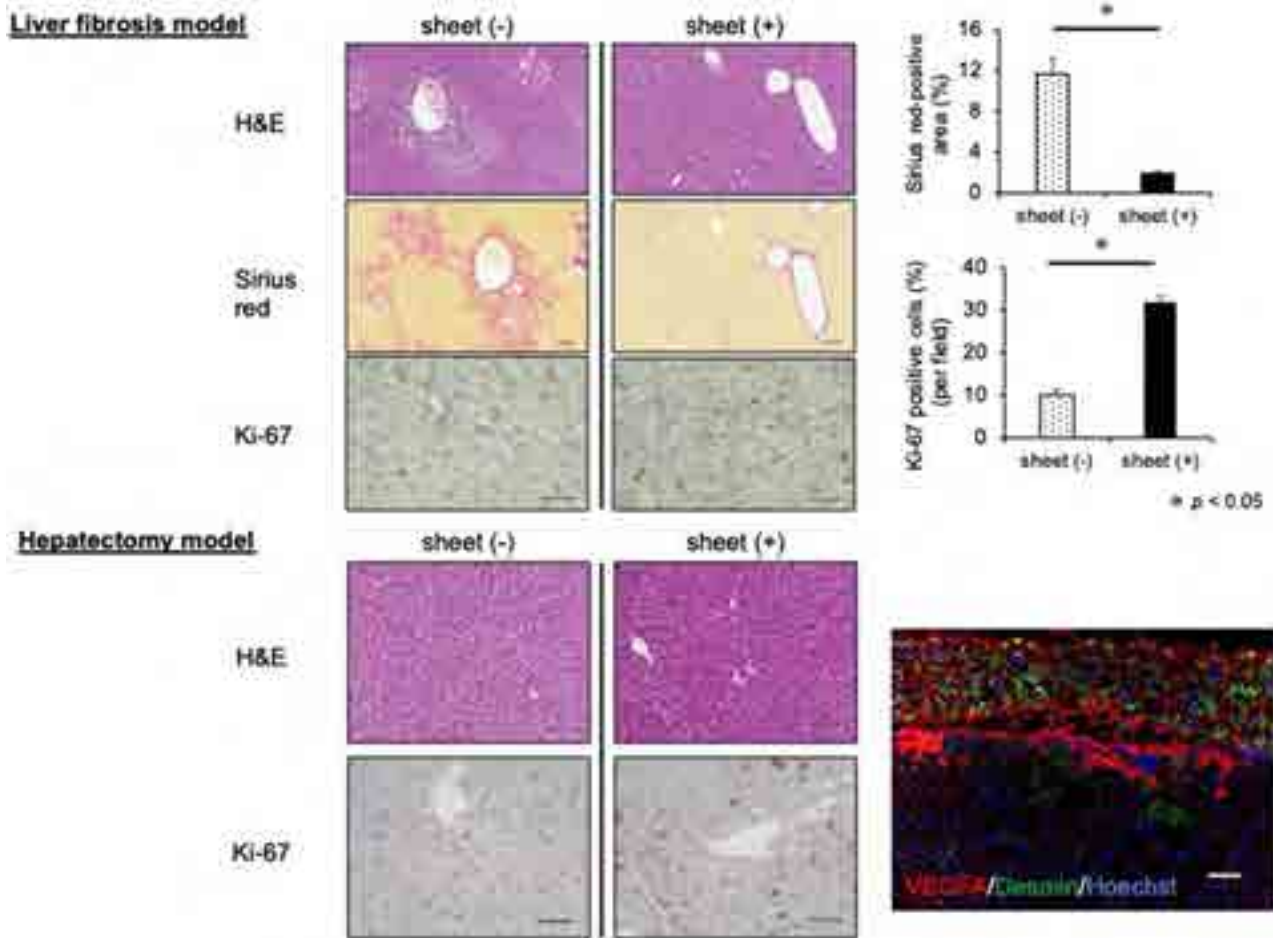 Liver fibrosis model
sheet (-)
sheet (+)
H&E
Sirius
red
Ki-67
Sirius red-positive
area (%)
16
12
8
4
0
*
sheet (-)
sheet (+)
Ki-67 positive cells (%)
(per field)
40
30
20
10
0
*
sheet (-)
sheet (+)
* p < 0.05
Hepatectomy model
sheet (-)
sheet (+)
H&E
Ki-67
VEGFA/Desmin/Hoechst